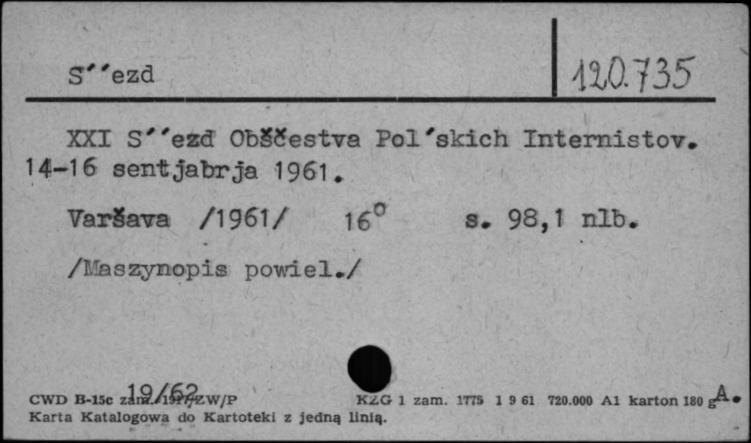 S´´ezd
120.735
XXI S´´ezd Obščestva Pol´skich Internistov.
14-16 sentjabrja 1961.
Varšava /1961/ 16° s. 98,1 nlb.
/Maszynopis powiel./
19/62
CWD B-15c zam. ZW/P KZG 1 zam. 1775 1 9 61 720.000 A1 karton 180 g A.
Karta Katalogowa do Kartoteki z jedną linią.